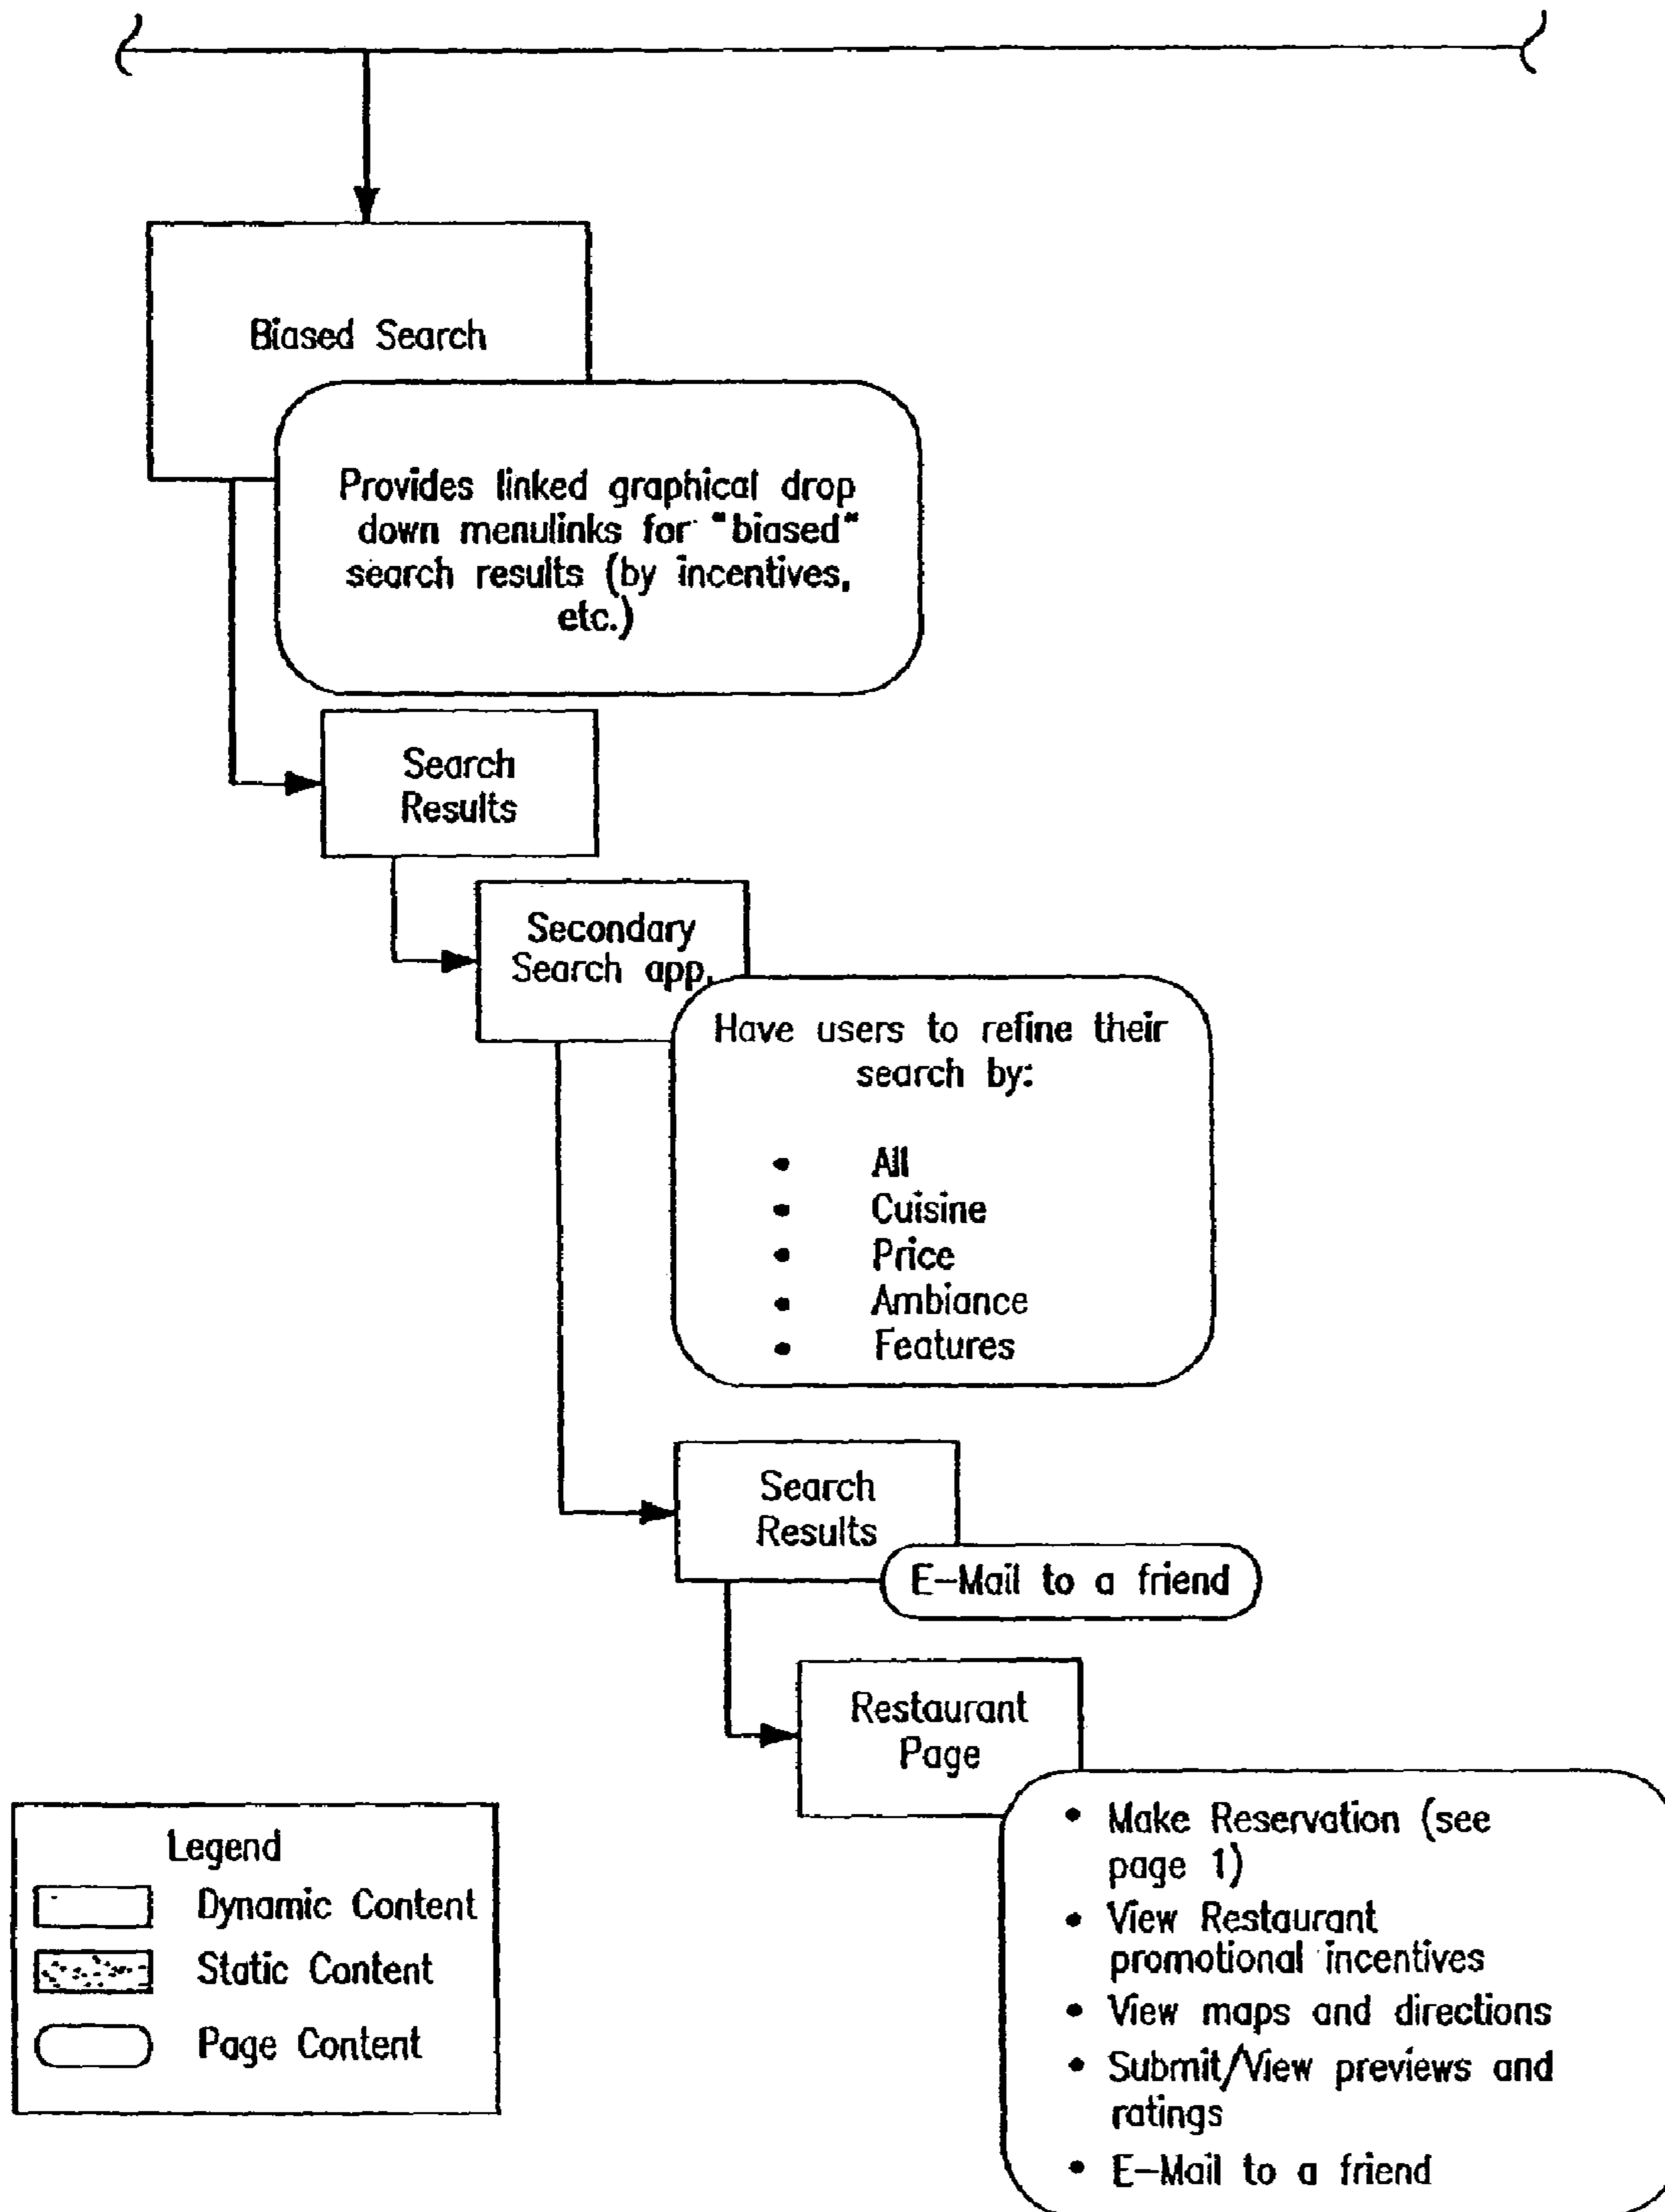 Biased Search
Provides linked graphical drop
down menulinks for "biased"
search results (by incentives,
etc.)
Search
Results
Secondary
Search app.
Have users to refine their
search by:
• All
• Cuisine
• Price
• Ambiance
• Features
Search
Results
E-Mail to a friend
Restaurant
Page
• Make Reservation (see
page 1)
• View Restaurant
promotional incentives
• View maps and directions
• Submit/View previews and
ratings
• E-Mail to a friend
Legend
Dynamic Content
Static Content
Page Content